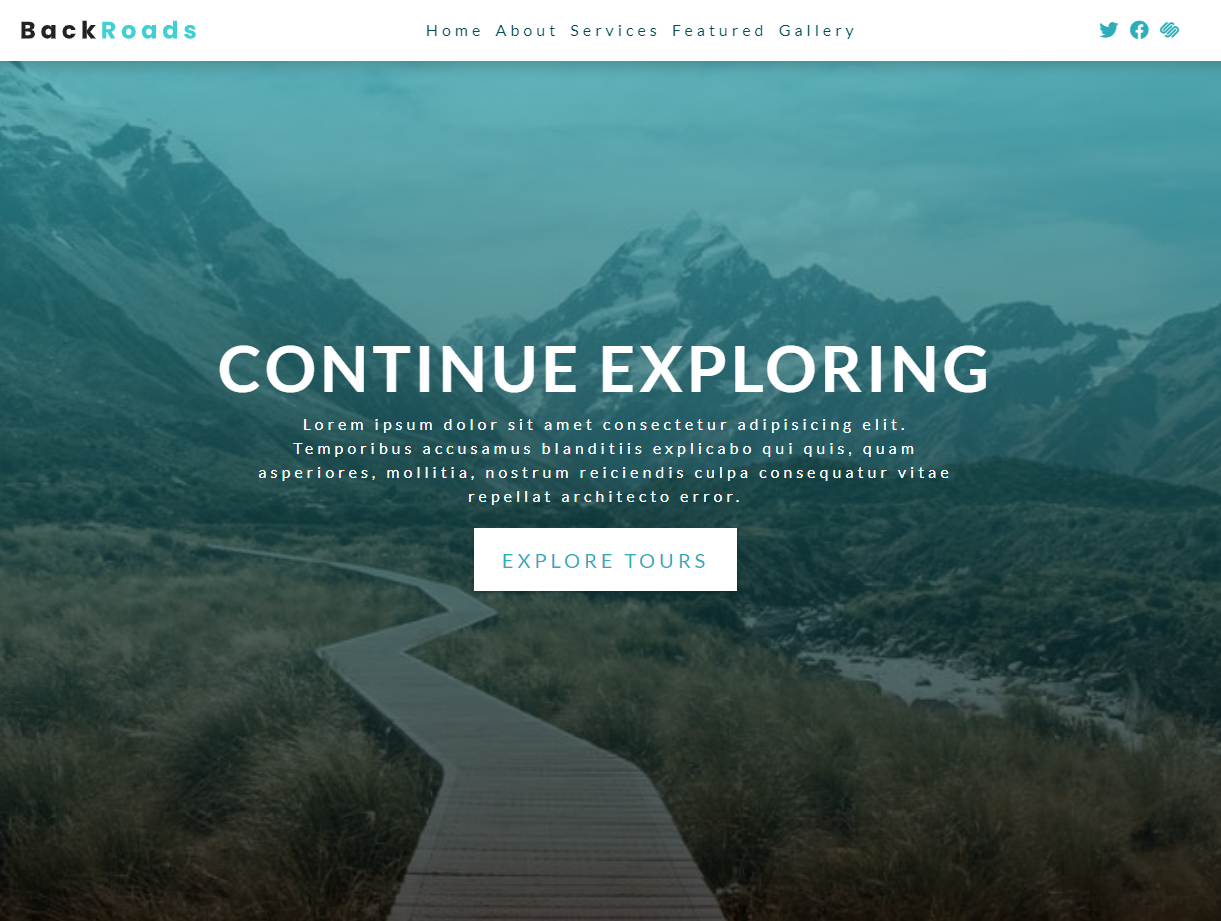 BackRoads
Home About Services Featured Gallery
CONTINUE EXPLORING
Lorem ipsum dolor sit amet consectetur adipisicing elit.
Temporibus accusamus blanditiis explicabo qui quis, quam
asperiores, mollitia, nostrum reiciendis culpa consequatur vitae
repellat architecto error.
EXPLORE TOURS